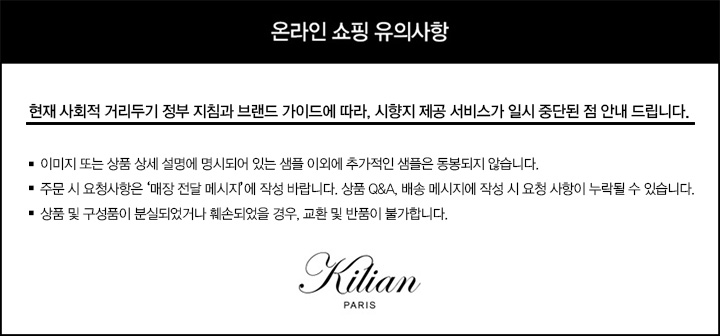 온라인 쇼핑 유의사항
현재 사회적 거리두기 정부 지침과 브랜드 가이드에 따라, 시향지 제공 서비스가 일시 중단된 점 안내 드립니다.
▪ 이미지 또는 상품 상세 설명에 명시되어 있는 샘플 이외에 추가적인 샘플은 동봉되지 않습니다.
▪ 주문 시 요청사항은 ‘매장 전달 메시지’에 작성 바랍니다. 상품 Q&A, 배송 메시지에 작성 시 요청 사항이 누락될 수 있습니다.
▪ 상품 및 구성품이 분실되었거나 훼손되었을 경우, 교환 및 반품이 불가합니다.
Kilian
PARIS